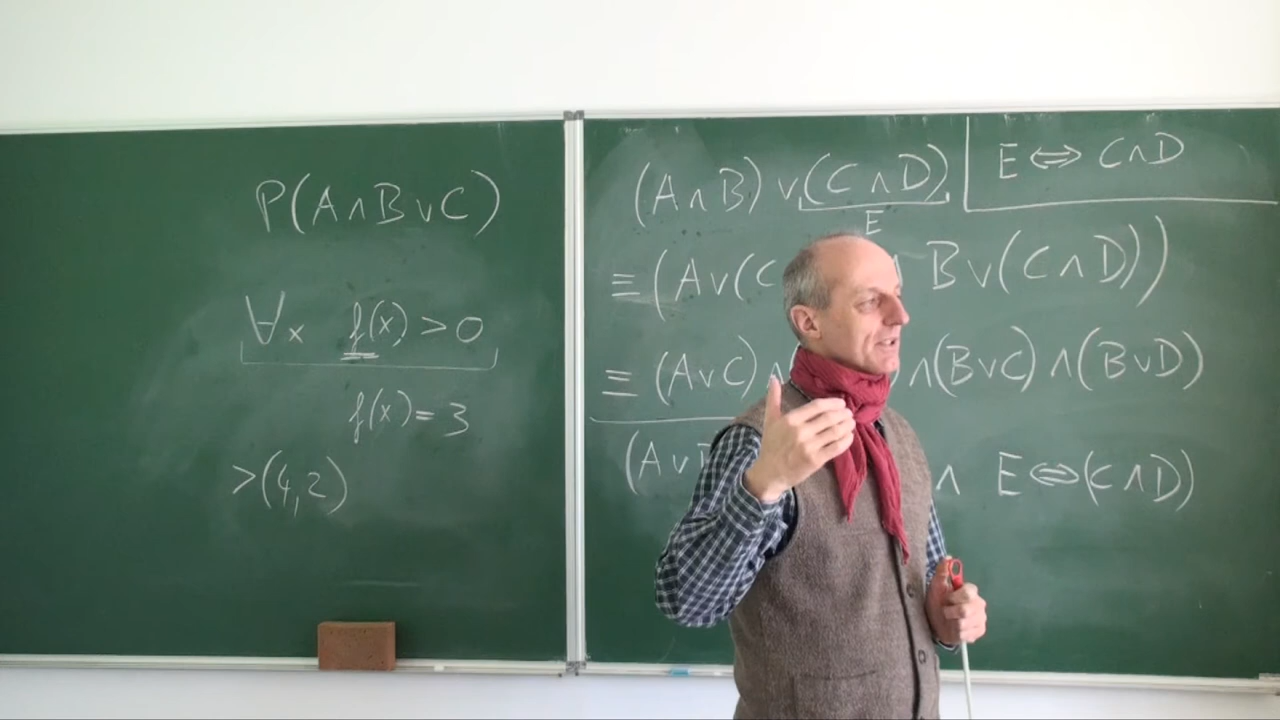 P(A∧B∨C)
∀x f(x) > 0
f(x) = 3
>(4,2)
(A∧B) ∨ (C∧D)
E
E ⇔ C∧D
≡ (A∨(C B∨(C∧D))
≡ (A∨C)∧ )∧(B∨C)∧(B∨D)
(A∨ ∧ E ⇔ (C∧D)